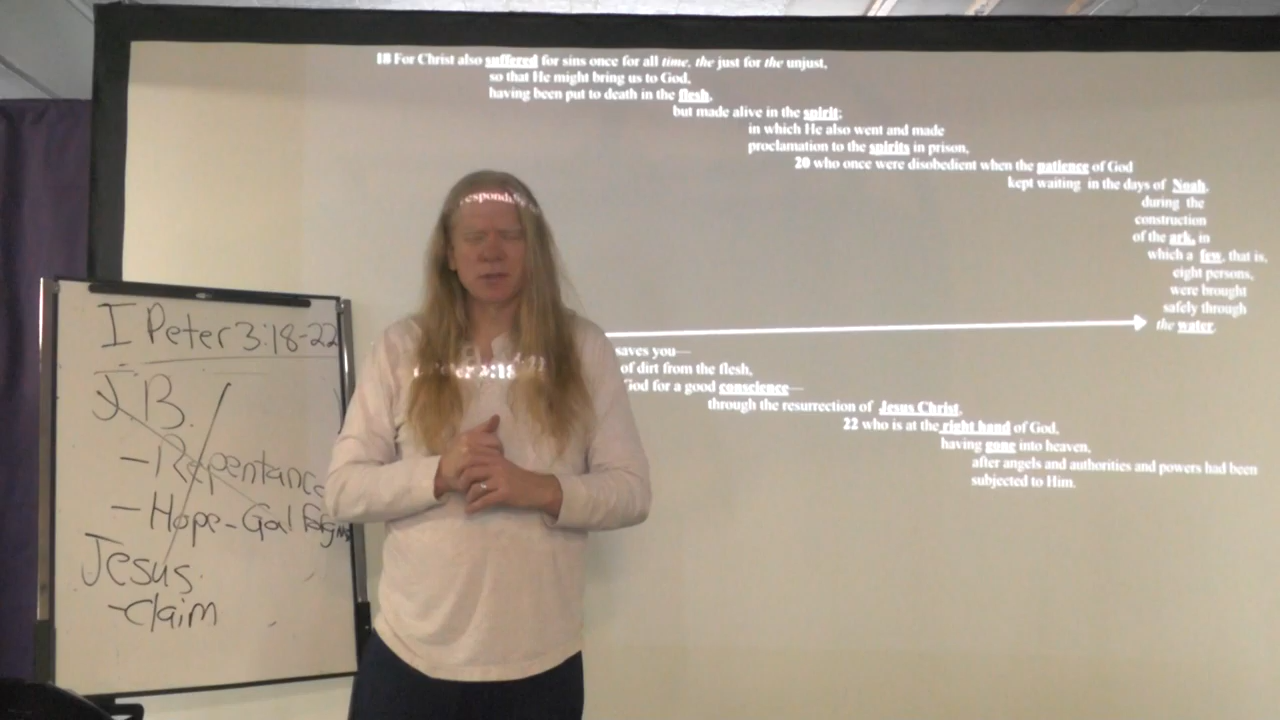 18 For Christ also suffered for sins once for all time, the just for the unjust,
so that He might bring us to God,
having been put to death in the flesh,
but made alive in the spirit;
in which He also went and made
proclamation to the spirits in prison,
20 who once were disobedient when the patience of God
kept waiting in the days of Noah,
during the
construction
of the ark, in
which a few, that is,
eight persons,
were brought
safely through
the water.
saves you—
of dirt from the flesh,
God for a good conscience—
through the resurrection of Jesus Christ,
22 who is at the right hand of God,
having gone into heaven,
after angels and authorities and powers had been
subjected to Him.
I Peter 3:18-22
JB
-Repentance
-Hope-
Jesus
-Claim